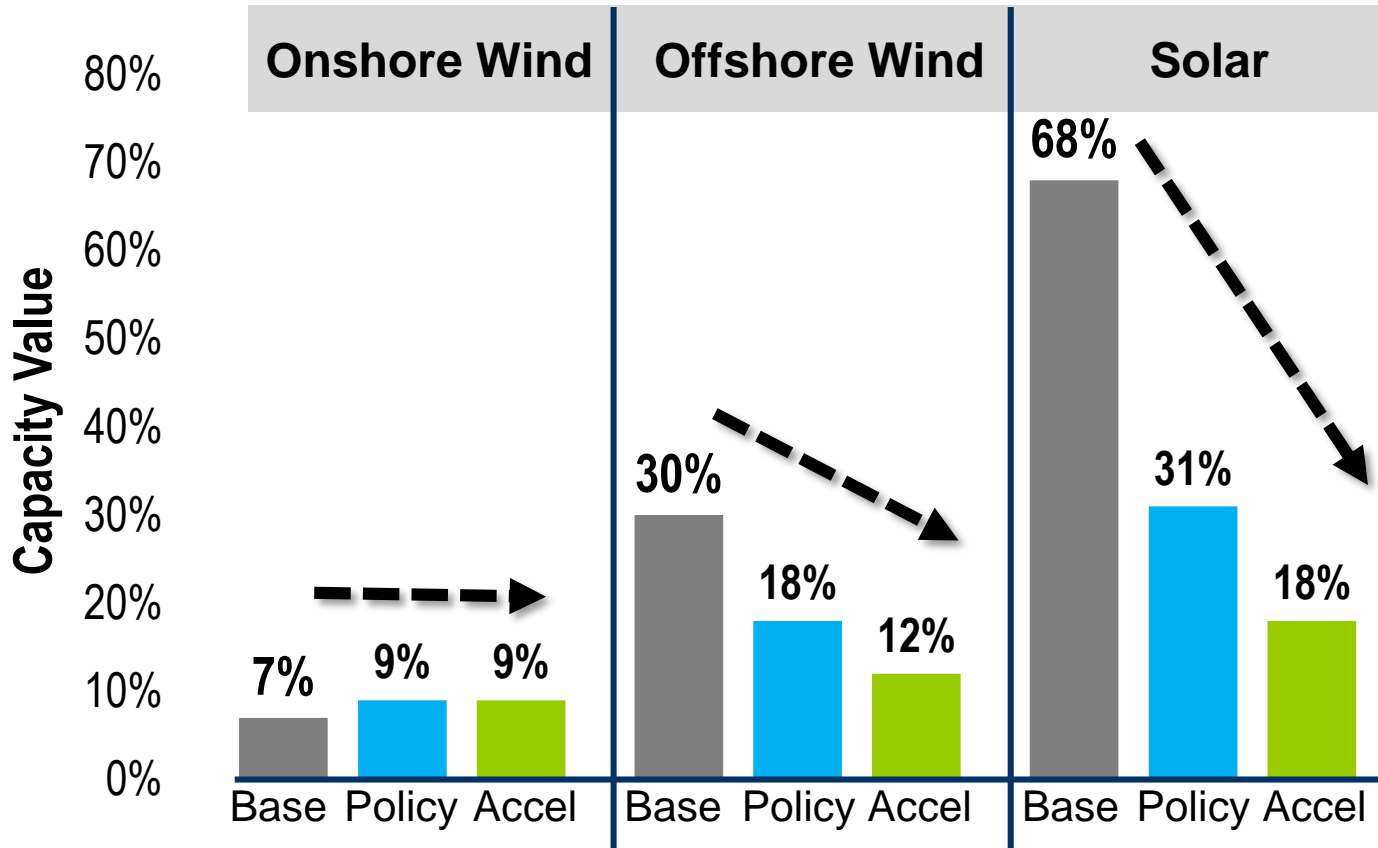 Onshore Wind
Offshore Wind
Solar
Capacity Value
80%
70%
60%
50%
40%
30%
20%
10%
0%
7%
9%
9%
30%
18%
12%
68%
31%
18%
Base Policy Accel
Base Policy Accel
Base Policy Accel